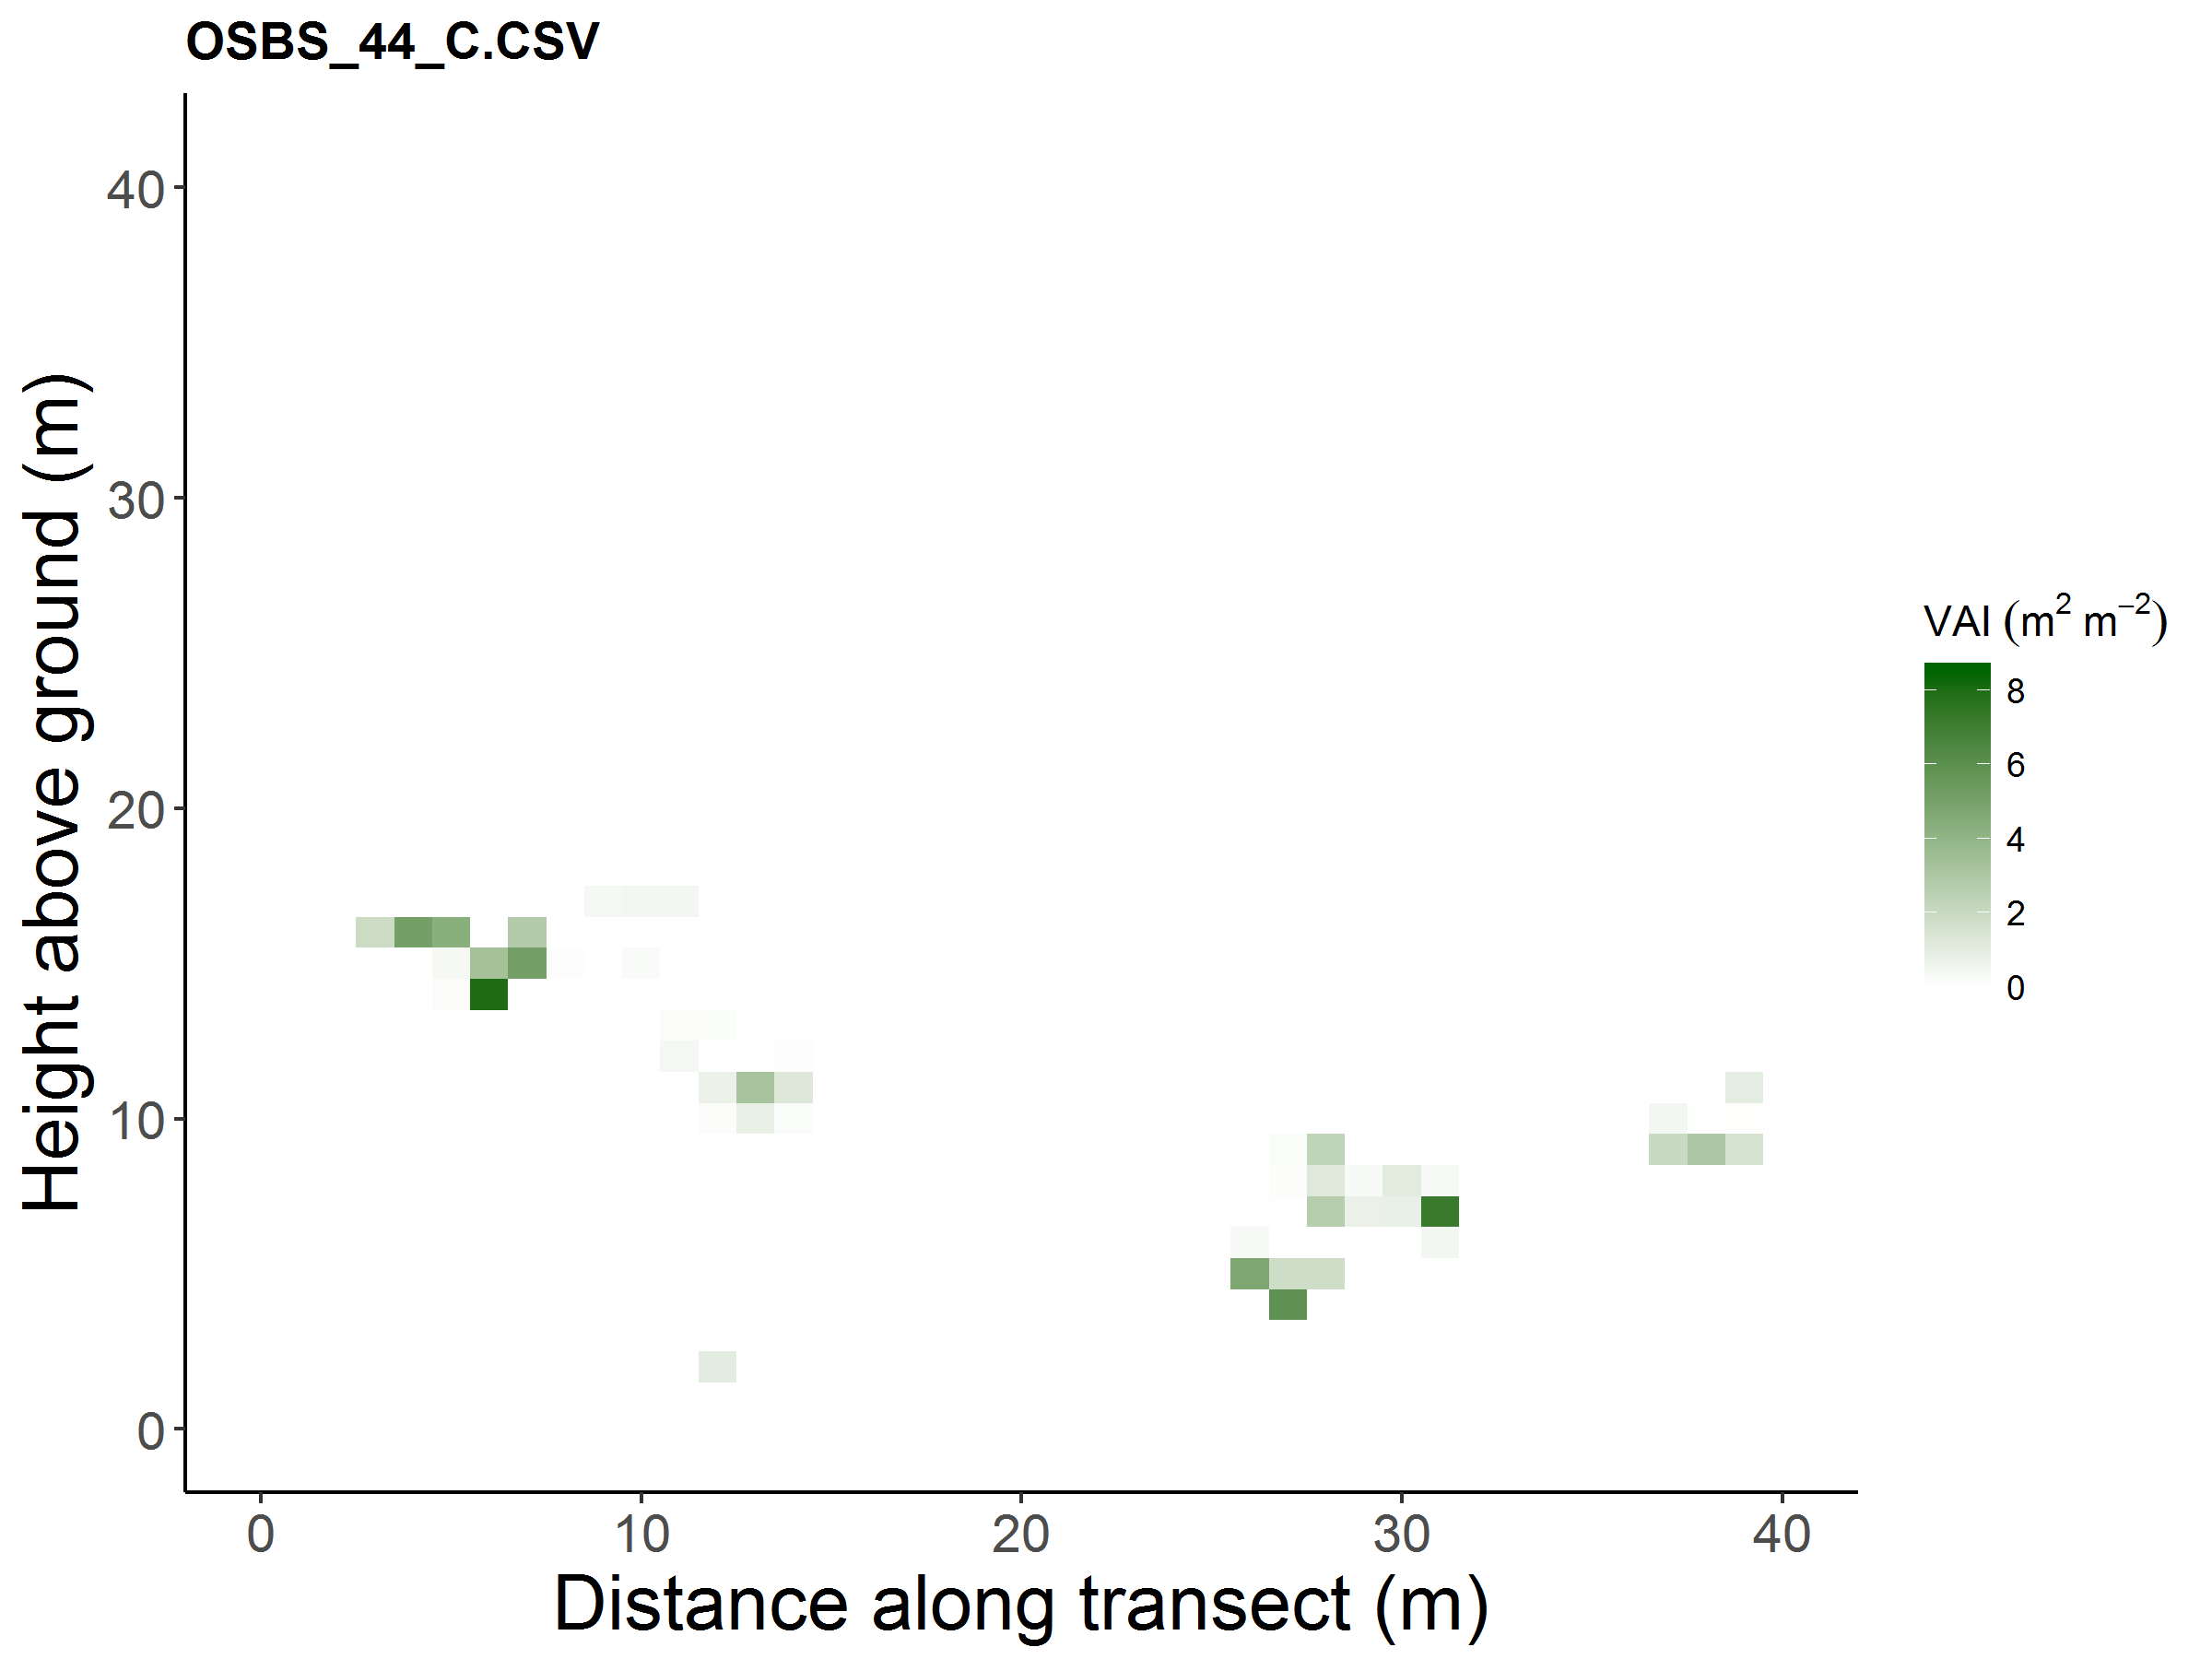 OSBS_44_C.CSV
Height above ground (m)
40
30
20
10
0
0 10 20 30 40
Distance along transect (m)
VAI (m² m⁻²)
8
6
4
2
0